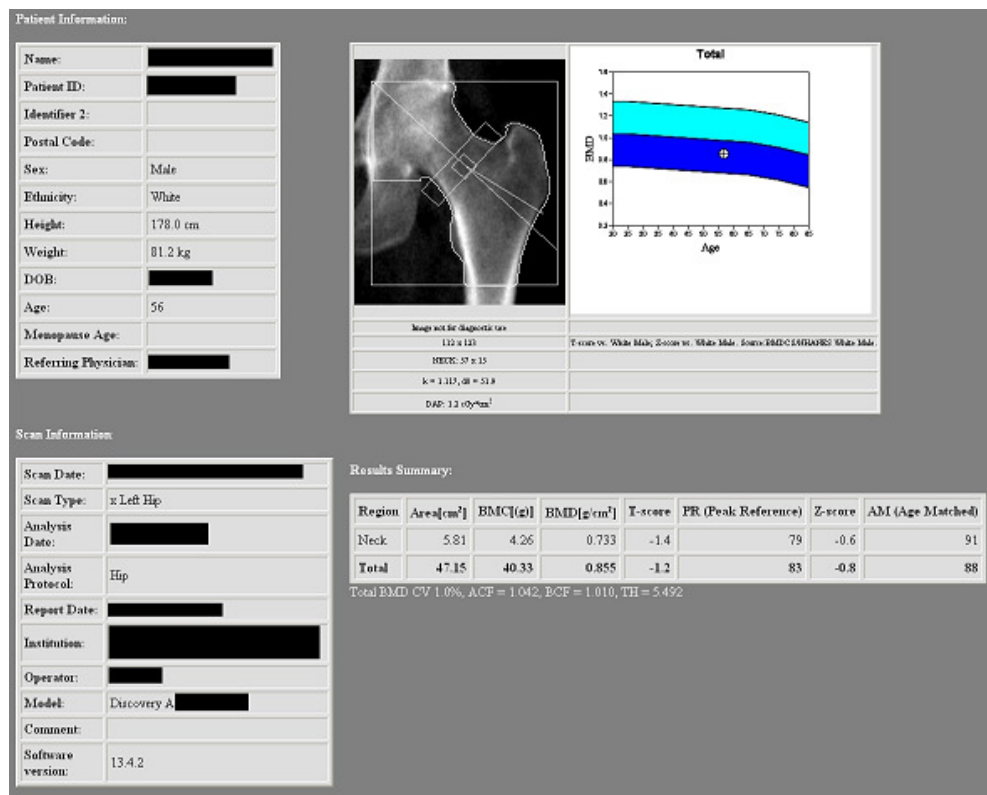 Patient Information:
Name:
Patient ID:
Identifier 2:
Postal Code:
Sex: Male
Ethnicity: White
Height: 178.0 cm
Weight: 81.2 kg
DOB:
Age: 56
Menopause Age:
Referring Physician:
Total
BMD
Age
Image not for diagnostic use
T-score vs. White Male; Z-score vs. White Male. Source:BMDCS/NHANES White Male.
DAP: 1.2 cGy*cm²
Scan Information
Scan Date:
Scan Type: x Left Hip
Analysis Date:
Analysis Protocol: Hip
Report Date:
Institution:
Operator:
Model: Discovery A
Comment:
Software version: 13.4.2
Results Summary:
Region Area[cm²] BMC[(g)] BMD[g/cm²] T-score PR (Peak Reference) Z-score AM (Age Matched)
Neck 5.81 4.26 0.733 -1.4 79 -0.6 91
Total 47.15 40.33 0.855 -1.2 83 -0.8 88
Total BMD CV 1.0%, ACF = 1.042, BCF = 1.010, TH = 5.492